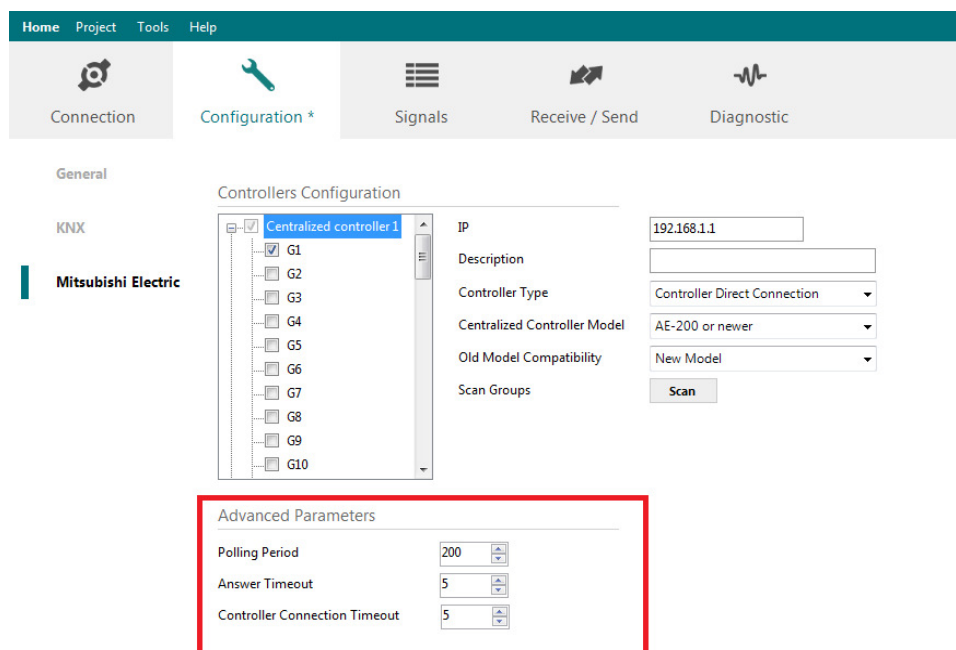 Home Project Tools Help
Connection Configuration * Signals Receive / Send Diagnostic
General
KNX
Mitsubishi Electric
Controllers Configuration
Centralized controller 1
G1
G2
G3
G4
G5
G6
G7
G8
G9
G10
IP 192.168.1.1
Description
Controller Type Controller Direct Connection
Centralized Controller Model AE-200 or newer
Old Model Compatibility New Model
Scan Groups Scan
Advanced Parameters
Polling Period 200
Answer Timeout 5
Controller Connection Timeout 5